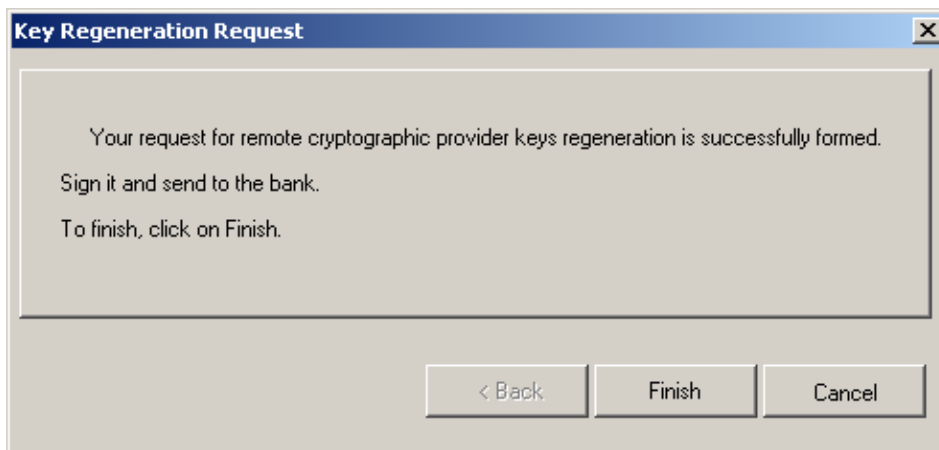 Key Regeneration Request
Your request for remote cryptographic provider keys regeneration is successfully formed.
Sign it and send to the bank.
To finish, click on Finish.
< Back
Finish
Cancel